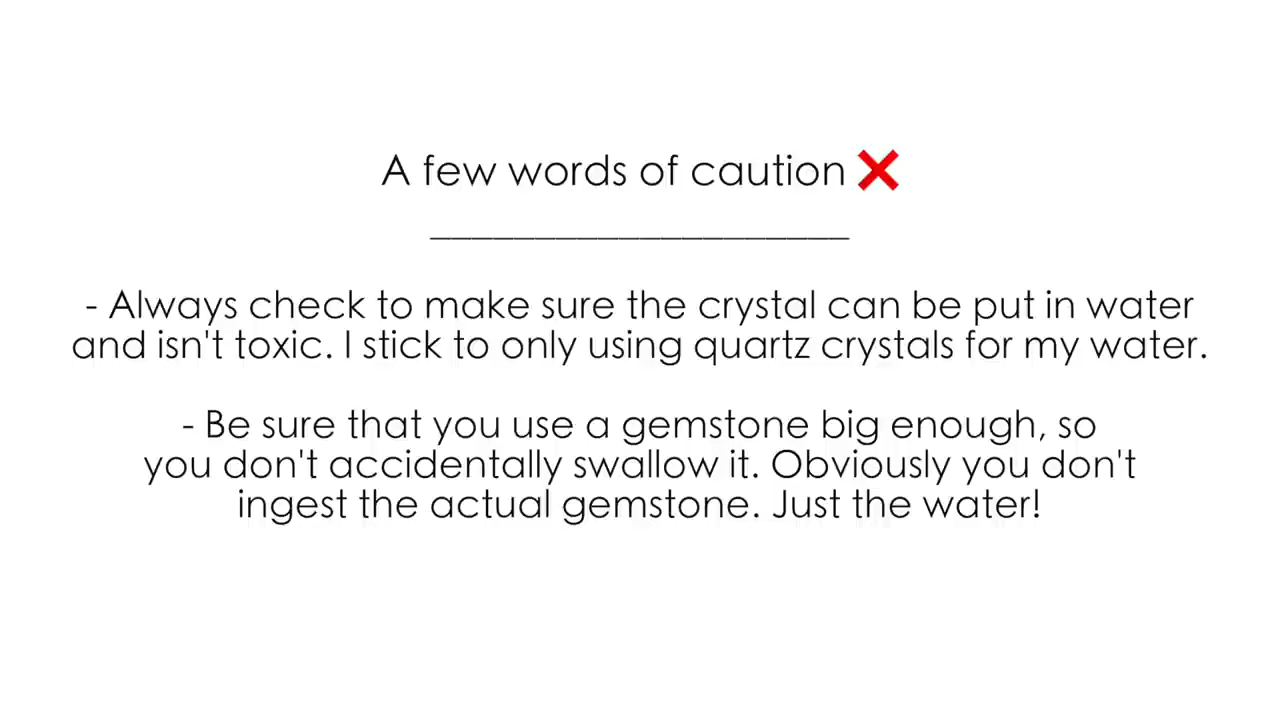 A few words of caution ❌
____________________
- Always check to make sure the crystal can be put in water
and isn't toxic. I stick to only using quartz crystals for my water.
- Be sure that you use a gemstone big enough, so
you don't accidentally swallow it. Obviously you don't
ingest the actual gemstone. Just the water!